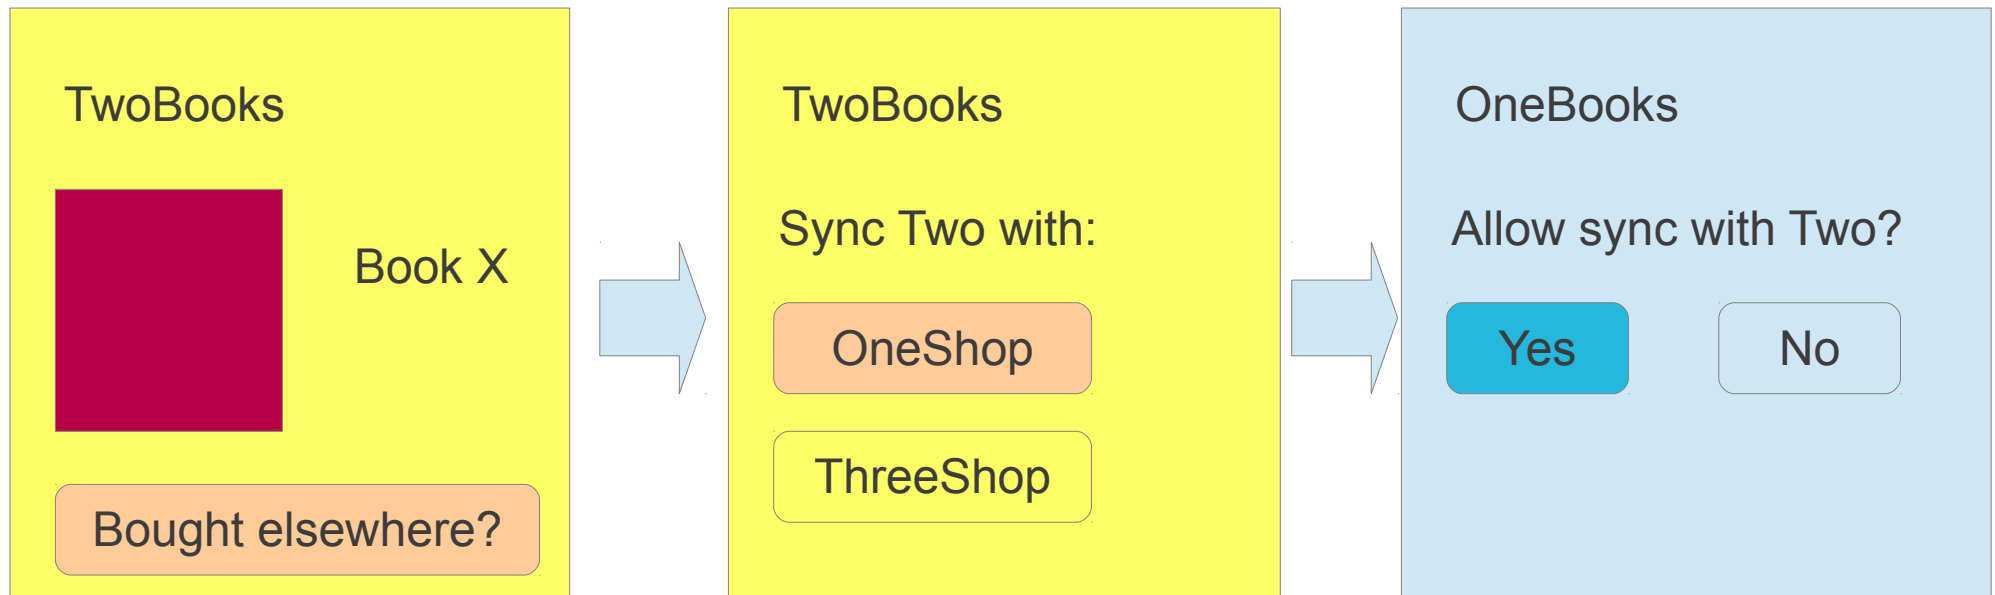 TwoBooks
Book X
Bought elsewhere?
TwoBooks
Sync Two with:
OneShop
ThreeShop
OneBooks
Allow sync with Two?
Yes
No